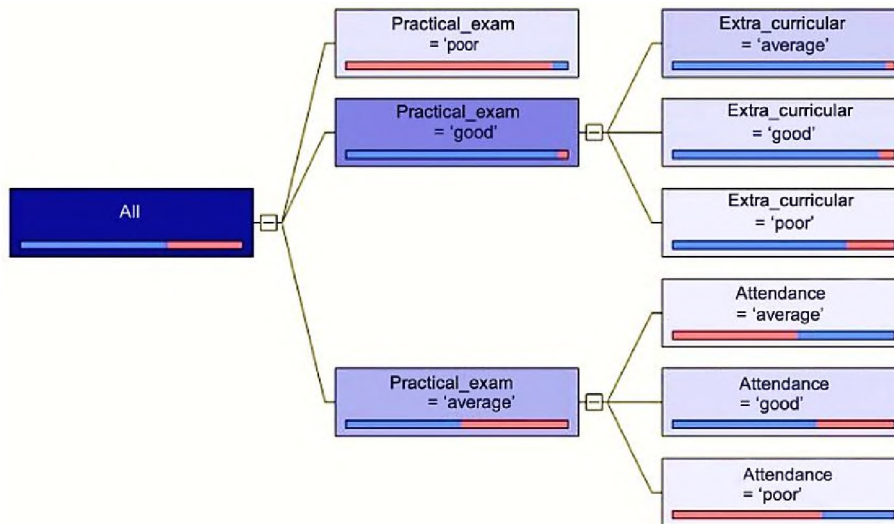 All
Practical_exam
= 'poor
Practical_exam
= 'good'
Practical_exam
= 'average'
Extra_curricular
= 'average'
Extra_curricular
= 'good'
Extra_curricular
= 'poor'
Attendance
= 'average'
Attendance
= 'good'
Attendance
= 'poor'